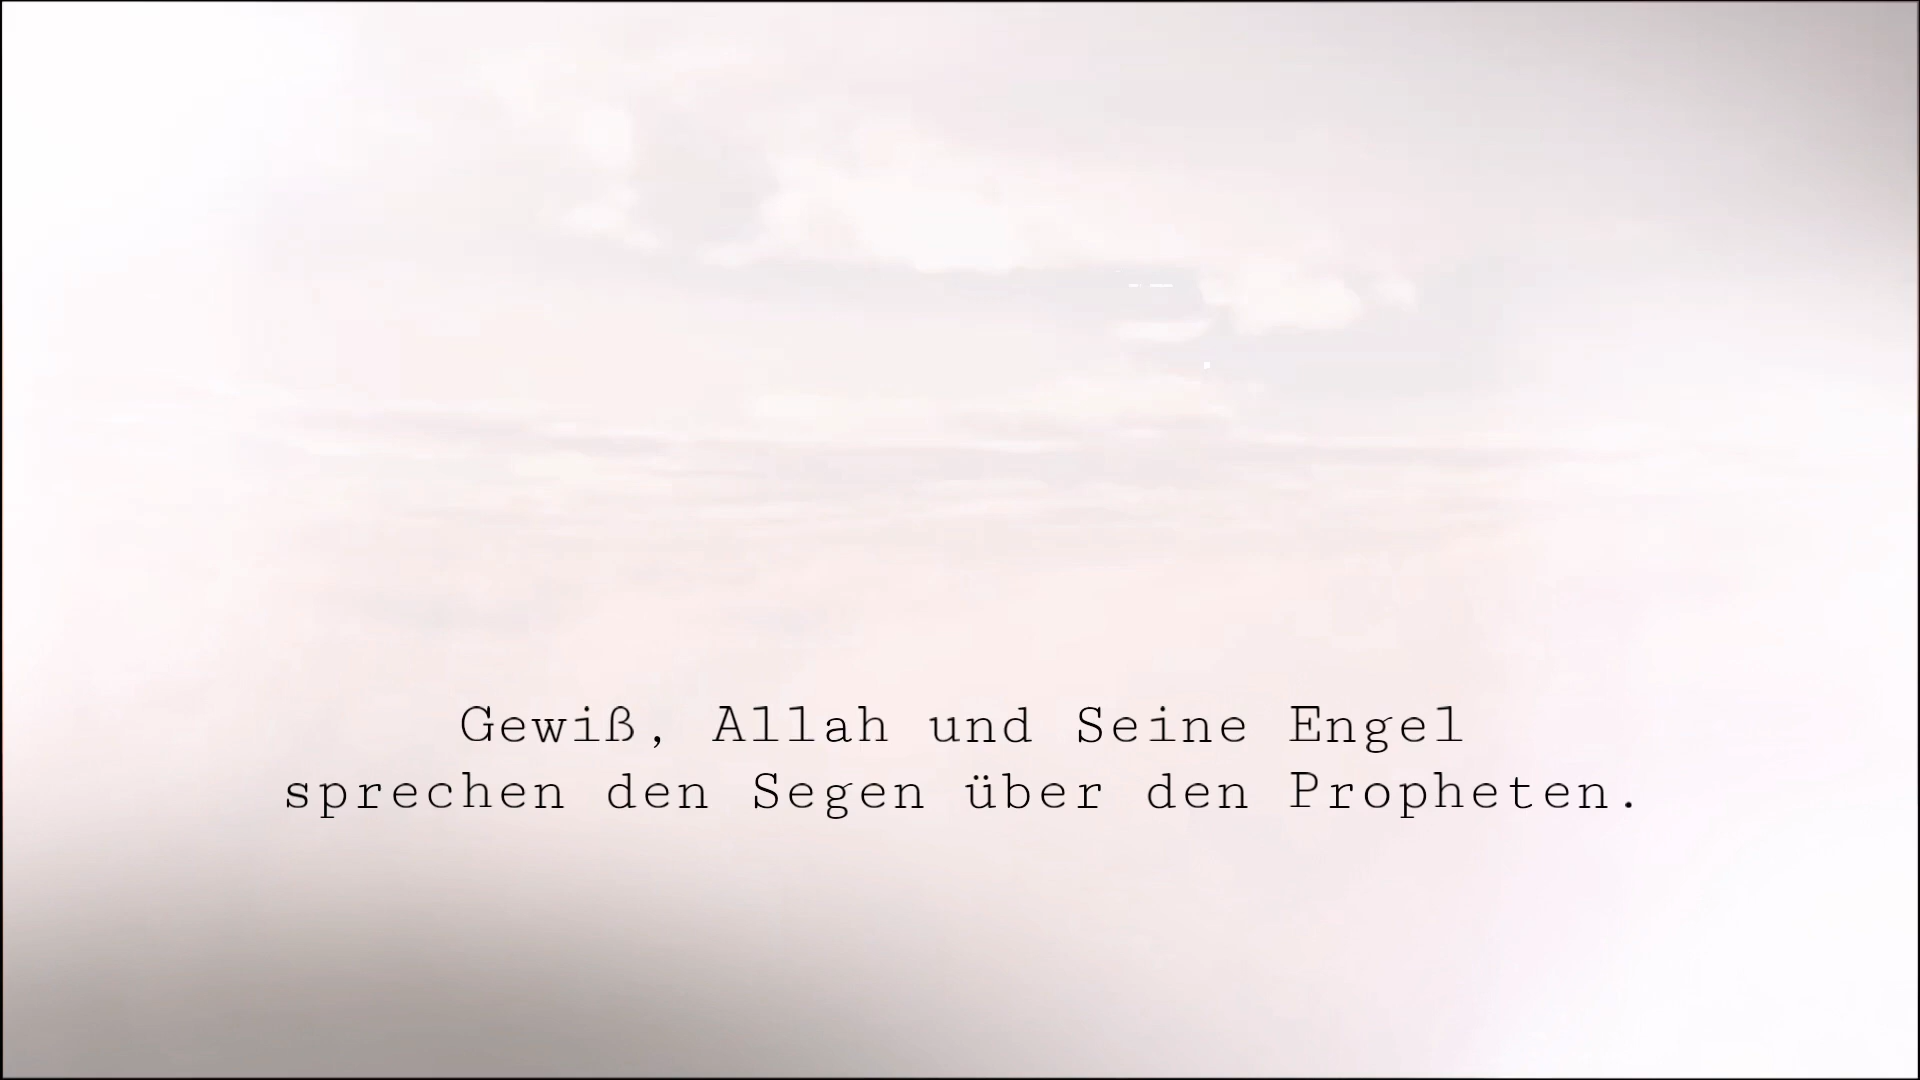 Gewiß, Allah und Seine Engel
sprechen den Segen über den Propheten.